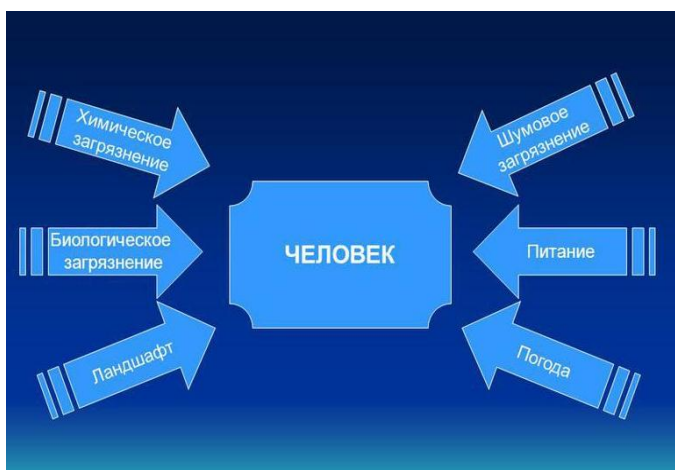 Химическое
загрязнение
Шумовое
загрязнение
Биологическое
загрязнение
ЧЕЛОВЕК
Питание
Ландшафт
Погода